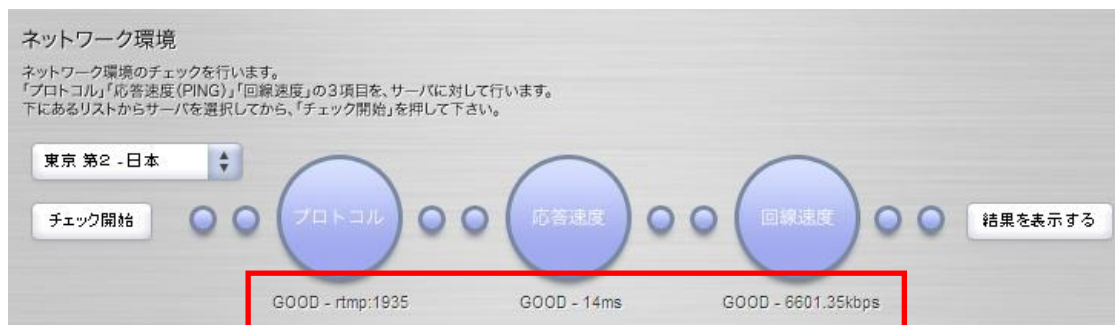 ネットワーク環境
ネットワーク環境のチェックを行います。
「プロトコル」「応答速度(PING)」「回線速度」の3項目を、サーバに対して行います。
下にあるリストからサーバを選択してから、「チェック開始」を押して下さい。
東京 第2 - 日本
チェック開始
プロトコル
応答速度
回線速度
結果を表示する
GOOD - rtmp:1935
GOOD - 14ms
GOOD - 6601.35kbps